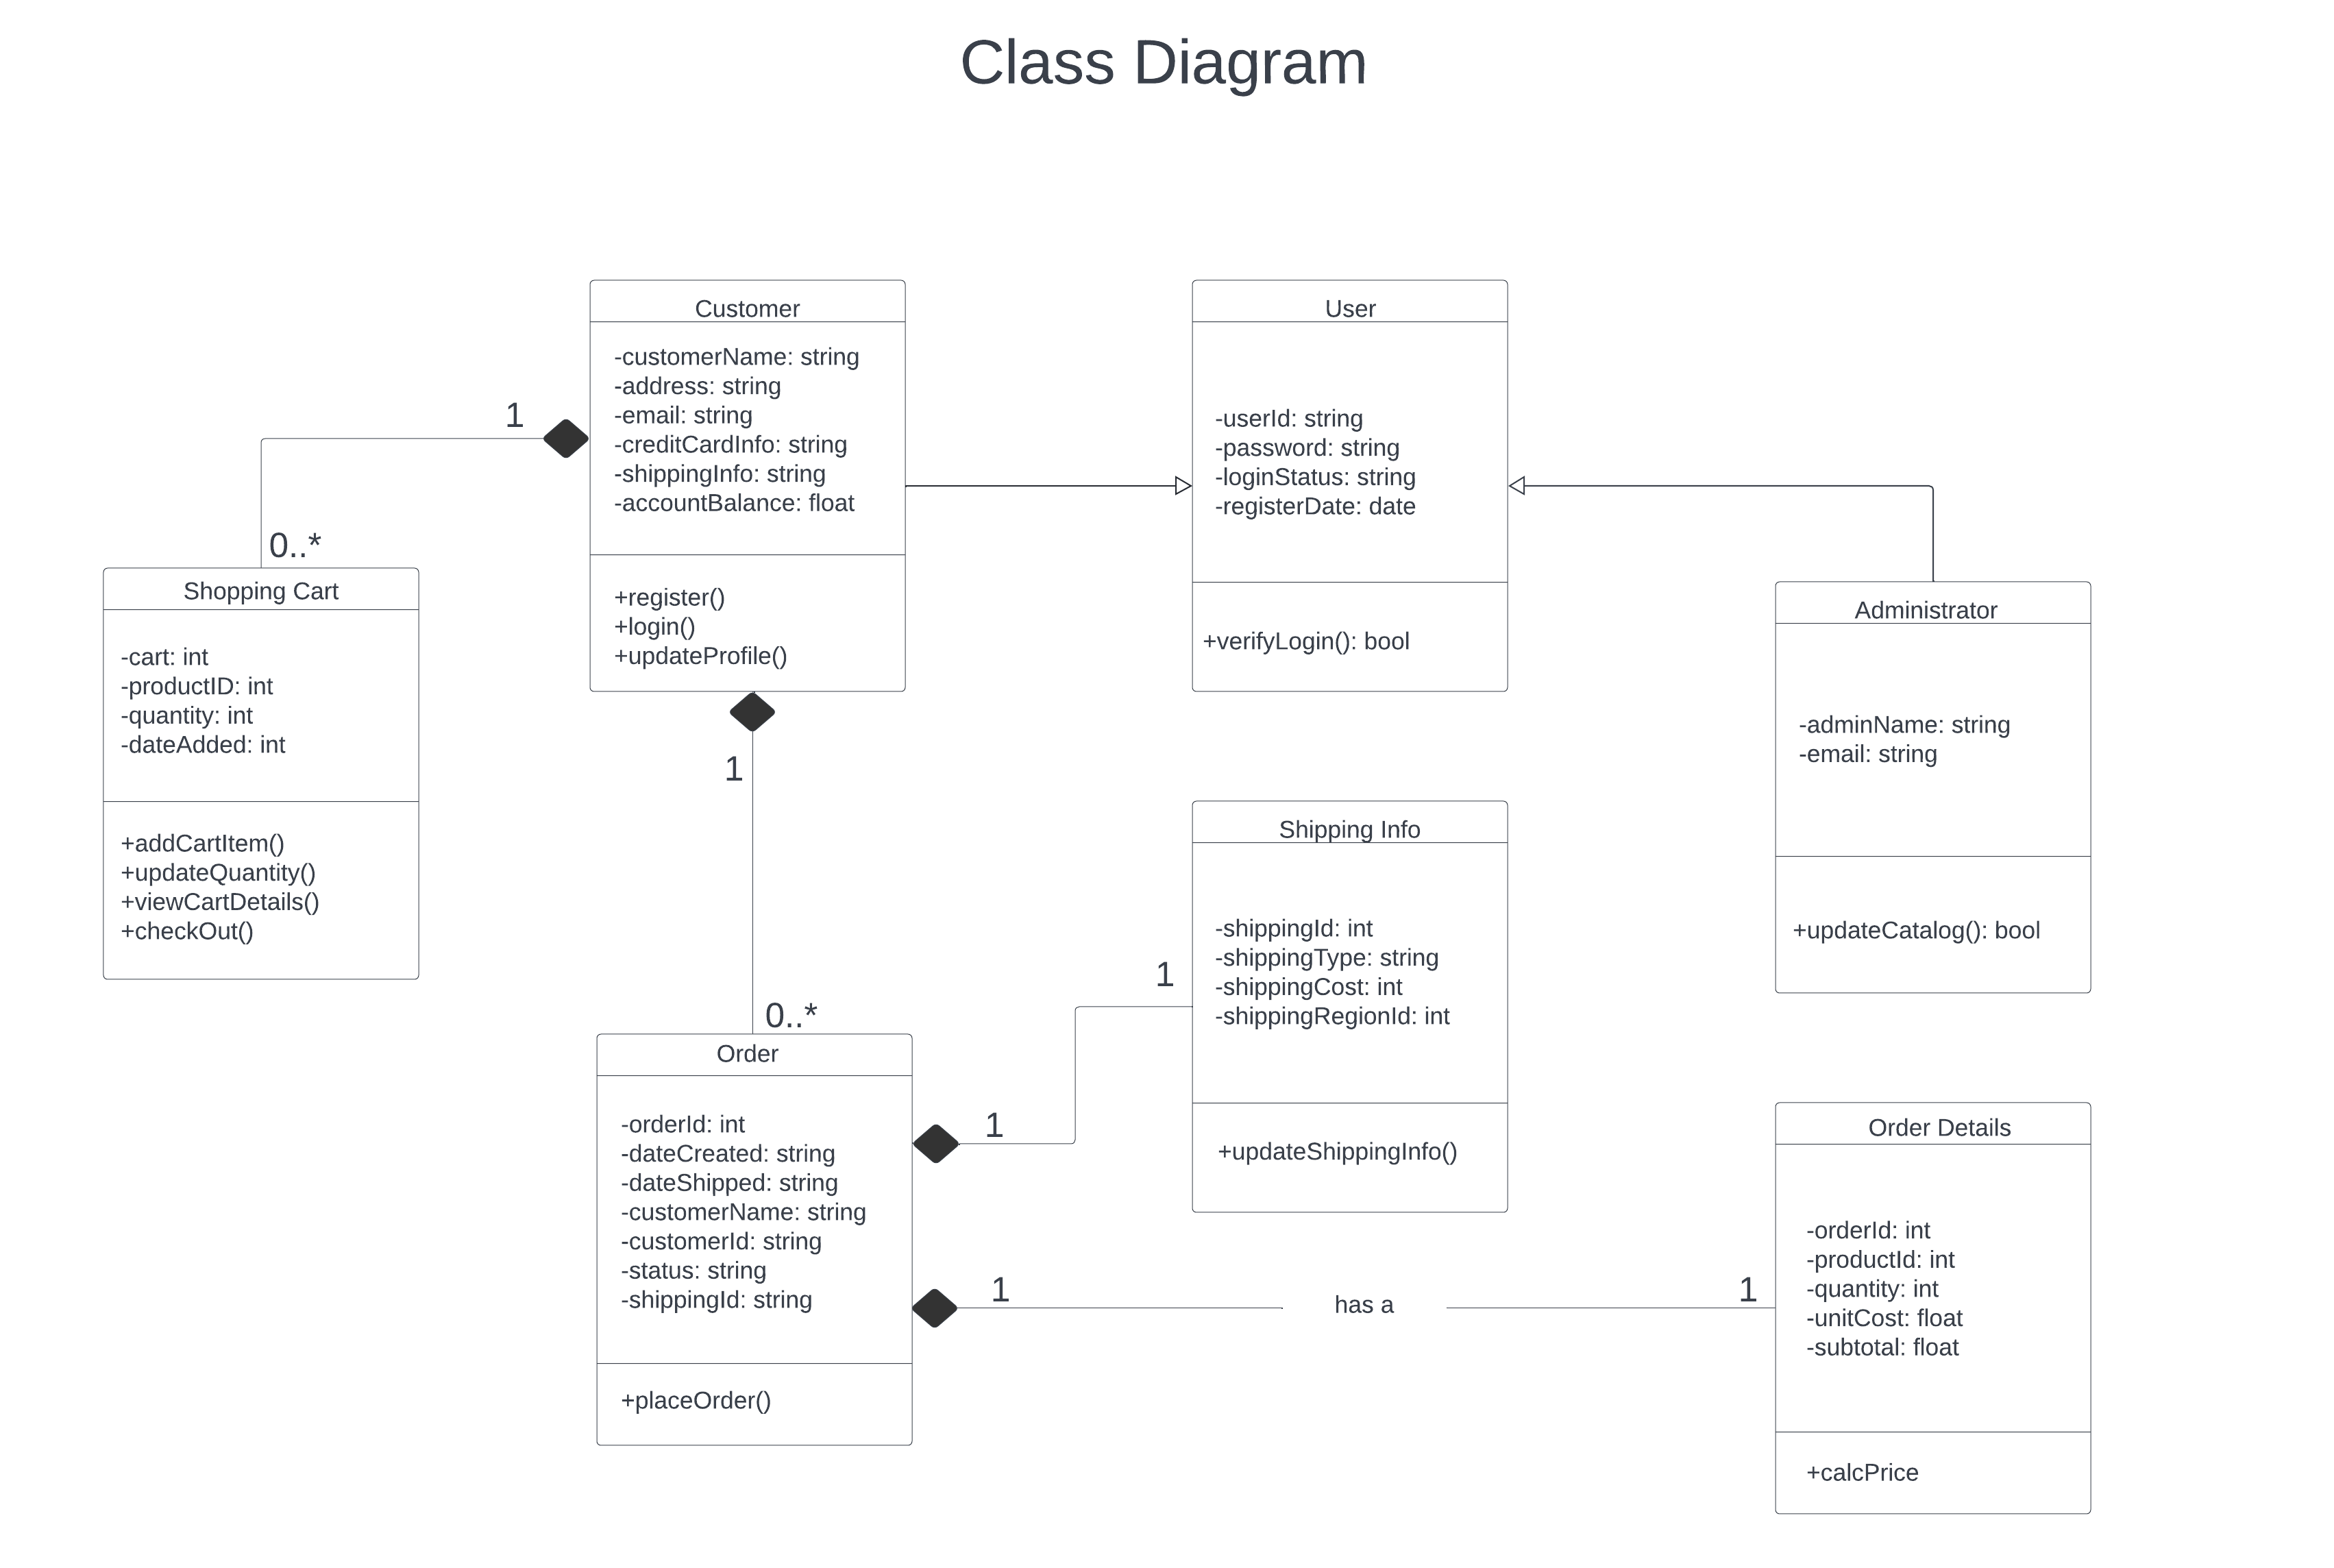 Class Diagram
Customer
-customerName: string
-address: string
-email: string
-creditCardInfo: string
-shippingInfo: string
-accountBalance: float
+register()
+login()
+updateProfile()
User
-userId: string
-password: string
-loginStatus: string
-registerDate: date
+verifyLogin(): bool
1
0..*
Shopping Cart
-cart: int
-productID: int
-quantity: int
-dateAdded: int
+addCartItem()
+updateQuantity()
+viewCartDetails()
+checkOut()
Administrator
-adminName: string
-email: string
+updateCatalog(): bool
1
0..*
Shipping Info
-shippingId: int
-shippingType: string
-shippingCost: int
-shippingRegionId: int
+updateShippingInfo()
1
1
Order
-orderId: int
-dateCreated: string
-dateShipped: string
-customerName: string
-customerId: string
-status: string
-shippingId: string
+placeOrder()
1
has a
1
Order Details
-orderId: int
-productId: int
-quantity: int
-unitCost: float
-subtotal: float
+calcPrice